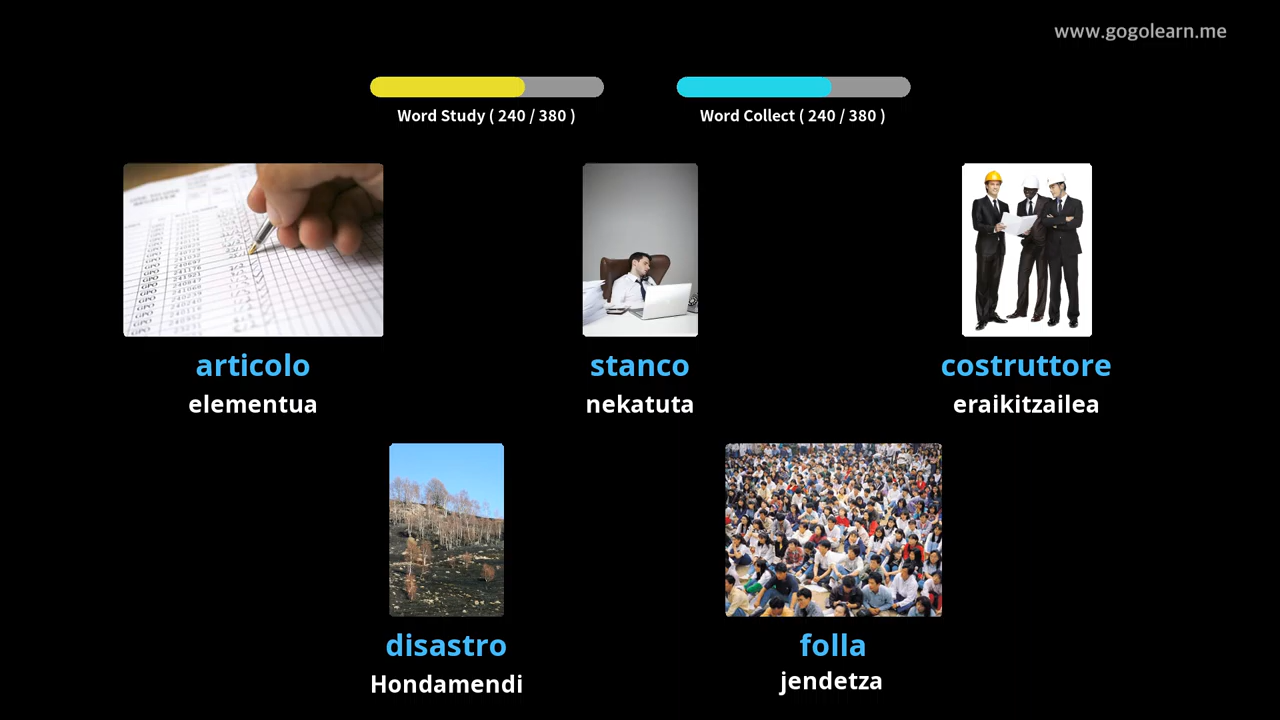 www.gogolearn.me
Word Study ( 240 / 380 )
Word Collect ( 240 / 380 )
articolo
elementua
stanco
nekatuta
costruttore
eraikitzailea
disastro
Hondamendi
folla
jendetza